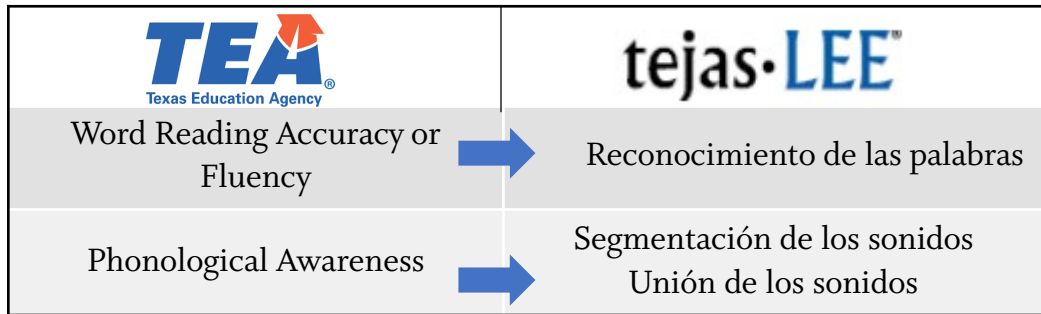 TEA®
Texas Education Agency
tejas•LEE®
Word Reading Accuracy or
Fluency
Reconocimiento de las palabras
Phonological Awareness
Segmentación de los sonidos
Unión de los sonidos